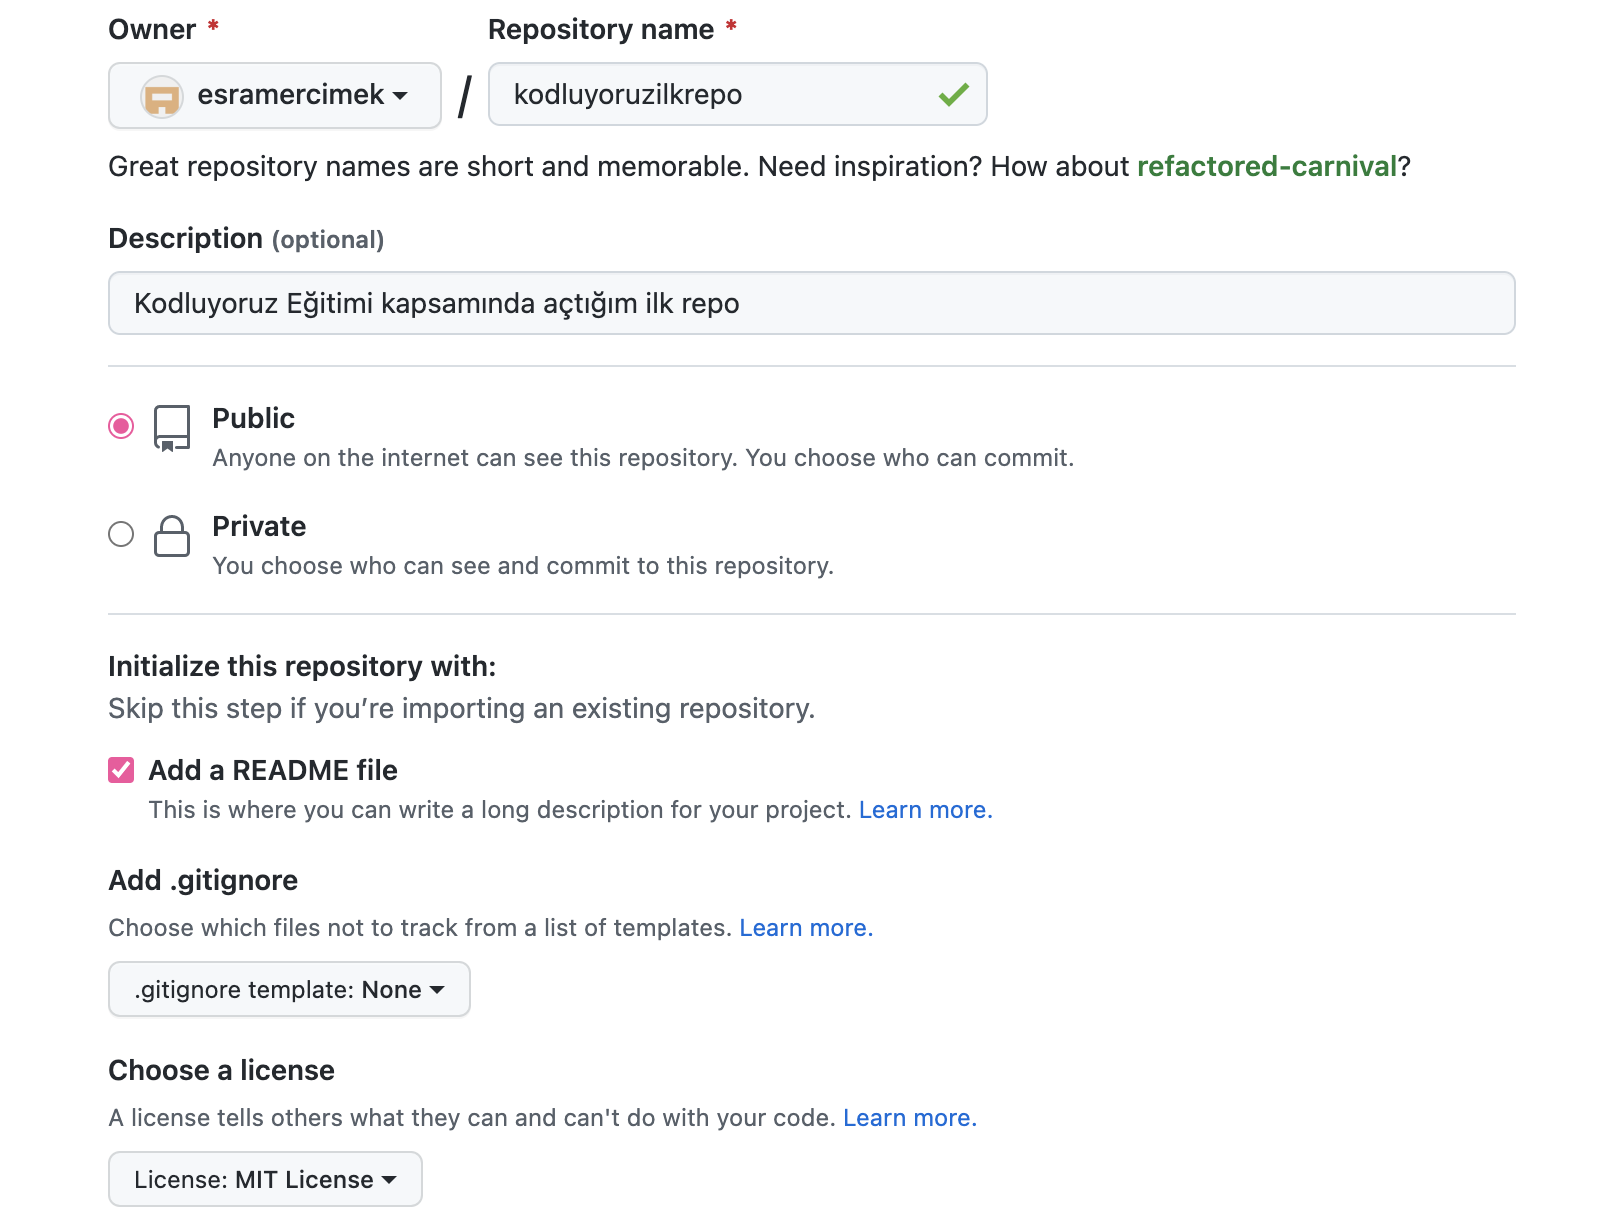 Owner *
Repository name *
esramercimek
/
kodluyoruzilkrepo
Great repository names are short and memorable. Need inspiration? How about refactored-carnival?
Description (optional)
Kodluyoruz Eğitimi kapsamında açtığım ilk repo
Public
Anyone on the internet can see this repository. You choose who can commit.
Private
You choose who can see and commit to this repository.
Initialize this repository with:
Skip this step if you’re importing an existing repository.
Add a README file
This is where you can write a long description for your project. Learn more.
Add .gitignore
Choose which files not to track from a list of templates. Learn more.
.gitignore template: None
Choose a license
A license tells others what they can and can't do with your code. Learn more.
License: MIT License